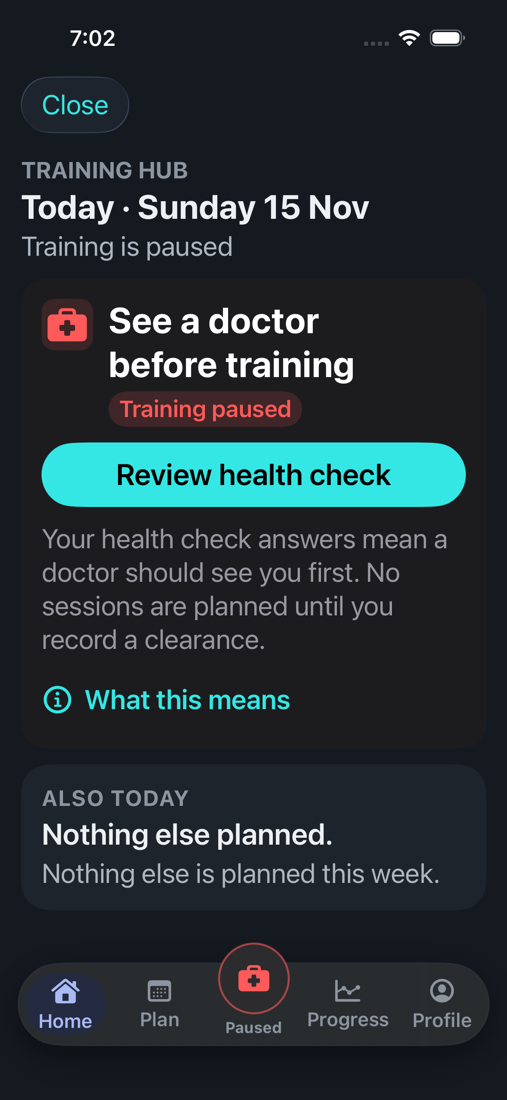 7:02
Close
TRAINING HUB
Today · Sunday 15 Nov
Training is paused
See a doctor
before training
Training paused
Review health check
Your health check answers mean a
doctor should see you first. No
sessions are planned until you
record a clearance.
What this means
ALSO TODAY
Nothing else planned.
Nothing else is planned this week.
Home
Plan
Paused
Progress
Profile